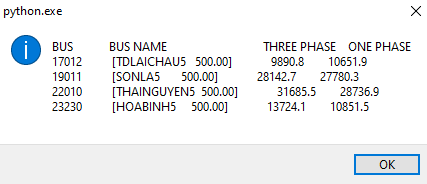 python.exe
BUS BUS NAME THREE PHASE ONE PHASE
17012 [TDLAICHAU5 500.00] 9890.8 10651.9
19011 [SONLA5 500.00] 28142.7 27780.3
22010 [THAINGUYEN5 500.00] 31685.5 28736.9
23230 [HOABINH5 500.00] 13724.1 10851.5
OK